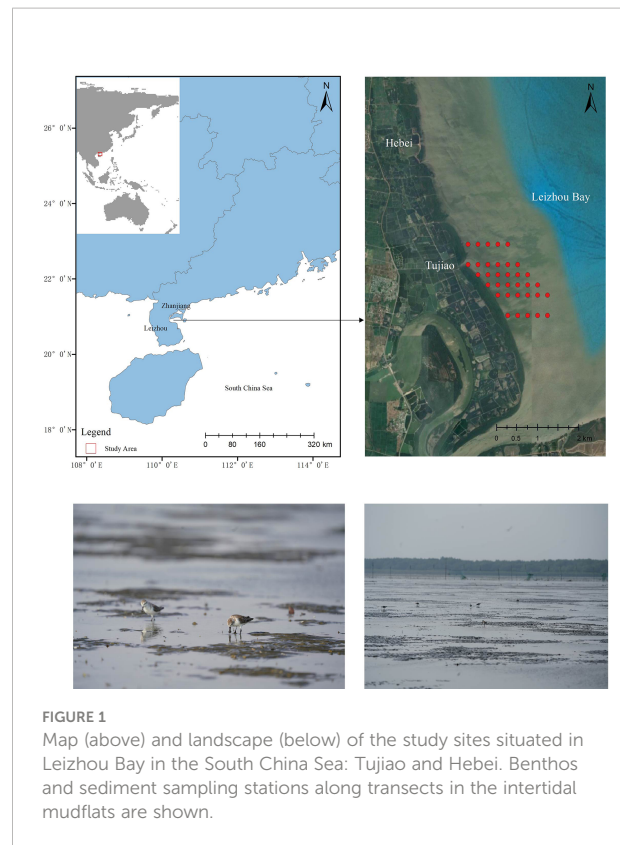 N
N
26° 0' N
Hebei
24° 0' N
Leizhou Bay
22° 0' N
Tujiao
Zhanjiang
Leizhou
20° 0' N
South China Sea
18° 0' N
Legend
Study Area
0 80 160 320 km
0 0.5 1 2 km
108° 0' E 110° 0' E 112° 0' E 114° 0' E
FIGURE 1
Map (above) and landscape (below) of the study sites situated in
Leizhou Bay in the South China Sea: Tujiao and Hebei. Benthos
and sediment sampling stations along transects in the intertidal
mudflats are shown.